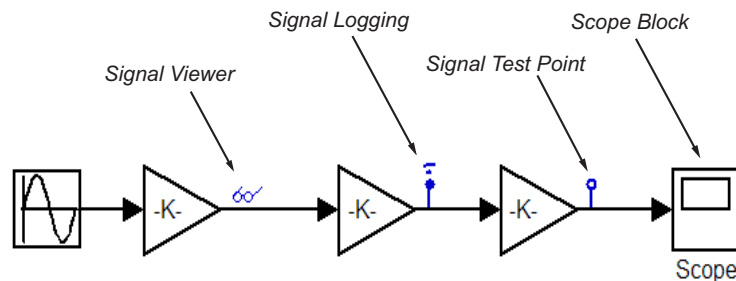 Signal Logging
Scope Block
Signal Viewer
Signal Test Point
-K-
-K-
-K-
Scope